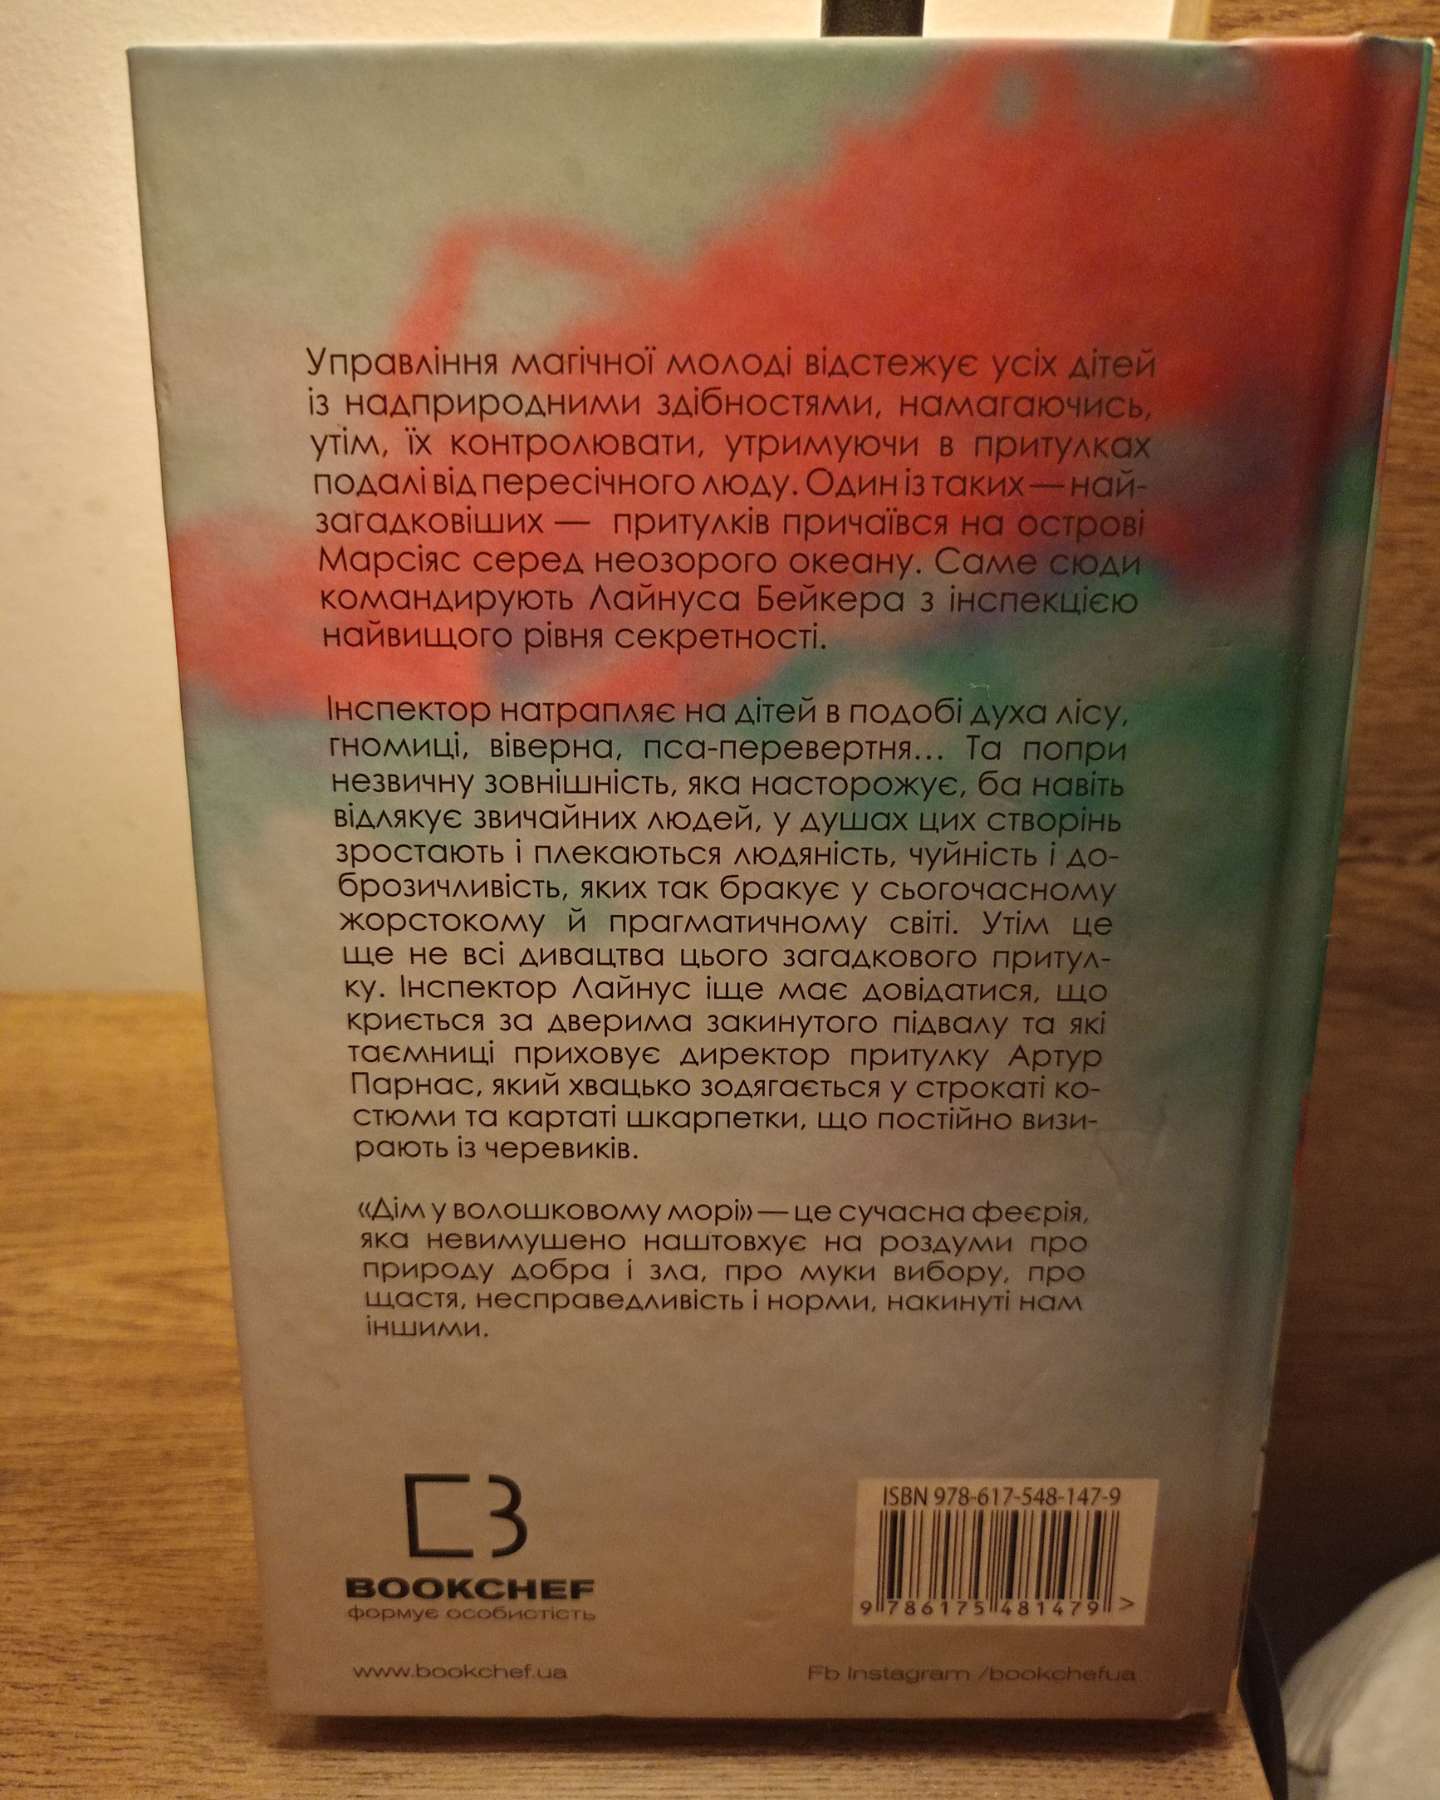 Управління магічної молоді відстежує усіх дітей
із надприродними здібностями, намагаючись,
утім, їх контролювати, утримуючи в притулках
подалі від пересічного люду. Один із таких — най-
загадковіших — притулків причаївся на острові
Марсіяс серед неозорого океану. Саме сюди
командирують Лайнуса Бейкера з інспекцією
найвищого рівня секретності.
Інспектор натрапляє на дітей в подобі духа лісу,
гномиці, віверна, пса-перевертня... Та попри
незвичну зовнішність, яка насторожує, ба навіть
відлякує звичайних людей, у душах цих створінь
зростають і плекаються людяність, чуйність і до-
брозичливість, яких так бракує у сьогочасному
жорстокому й прагматичному світі. Утім це
ще не всі дивацтва цього загадкового притул-
ку. Інспектор Лайнус іще має довідатися, що
криється за дверима закинутого підвалу та які
таємниці приховує директор притулку Артур
Парнас, який хвацько зодягається у строкаті ко-
стюми та картаті шкарпетки, що постійно визи-
рають із черевиків.
«Дім у волошковому морі» — це сучасна феєрія,
яка невимушено наштовхує на роздуми про
природу добра і зла, про муки вибору, про
щастя, несправедливість і норми, накинуті нам
іншими.
BOOKCHEF
формує особистість
www.bookchef.ua
ISBN 978-617-548-147-9
9 786175 481479 >
Fb Instagram /bookchefua